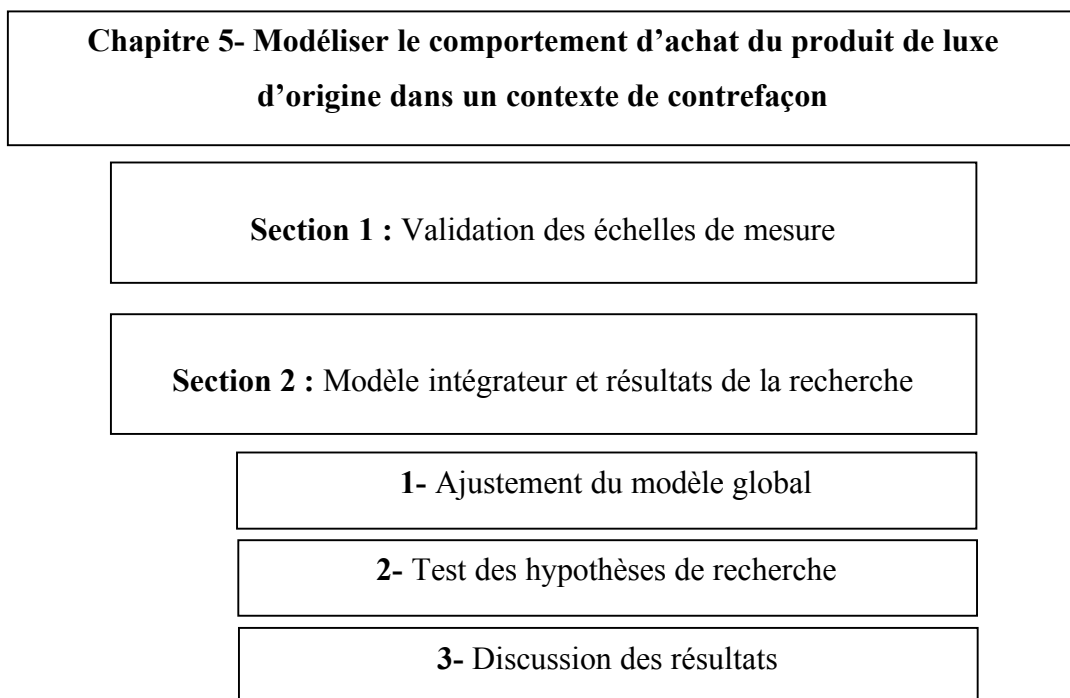 Chapitre 5- Modéliser le comportement d’achat du produit de luxe
d’origine dans un contexte de contrefaçon
Section 1 : Validation des échelles de mesure
Section 2 : Modèle intégrateur et résultats de la recherche
1- Ajustement du modèle global
2- Test des hypothèses de recherche
3- Discussion des résultats